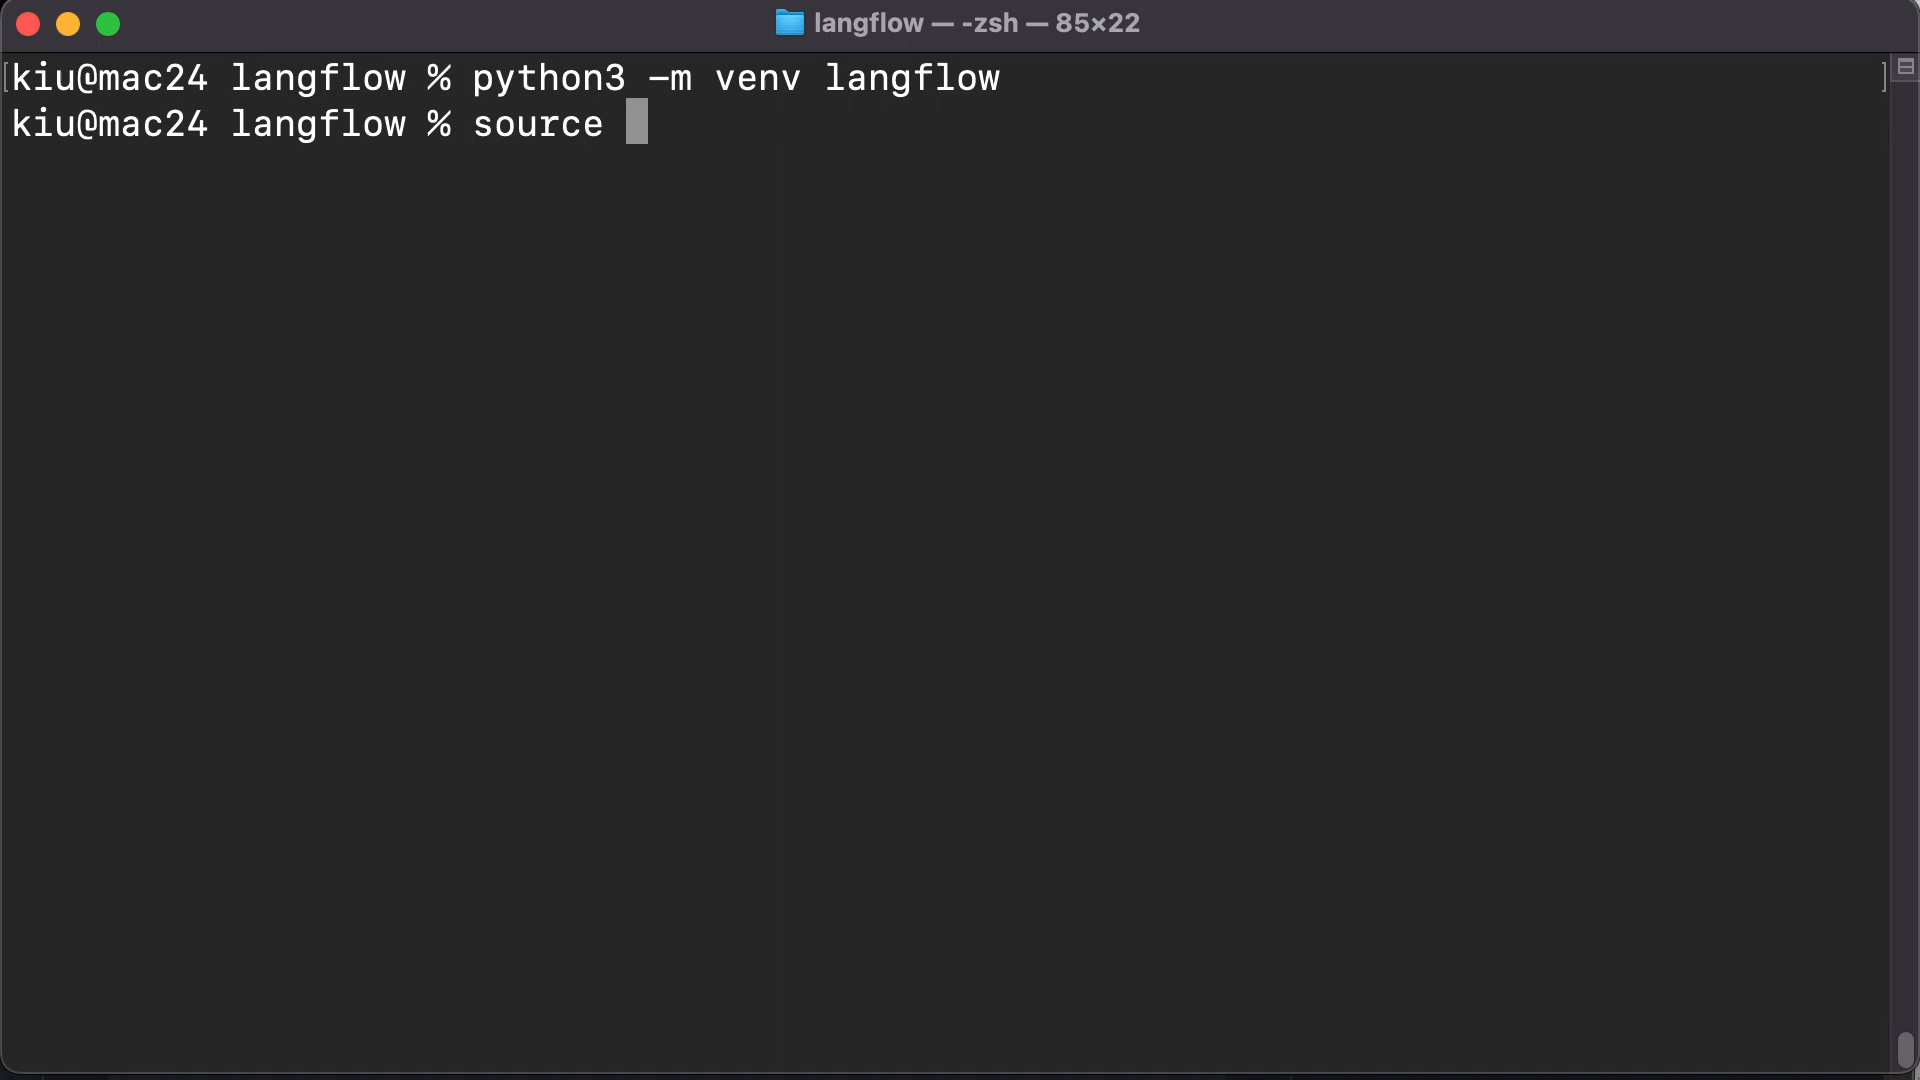 langflow — -zsh — 85×22
[kiu@mac24 langflow % python3 -m venv langflow ]
kiu@mac24 langflow % source